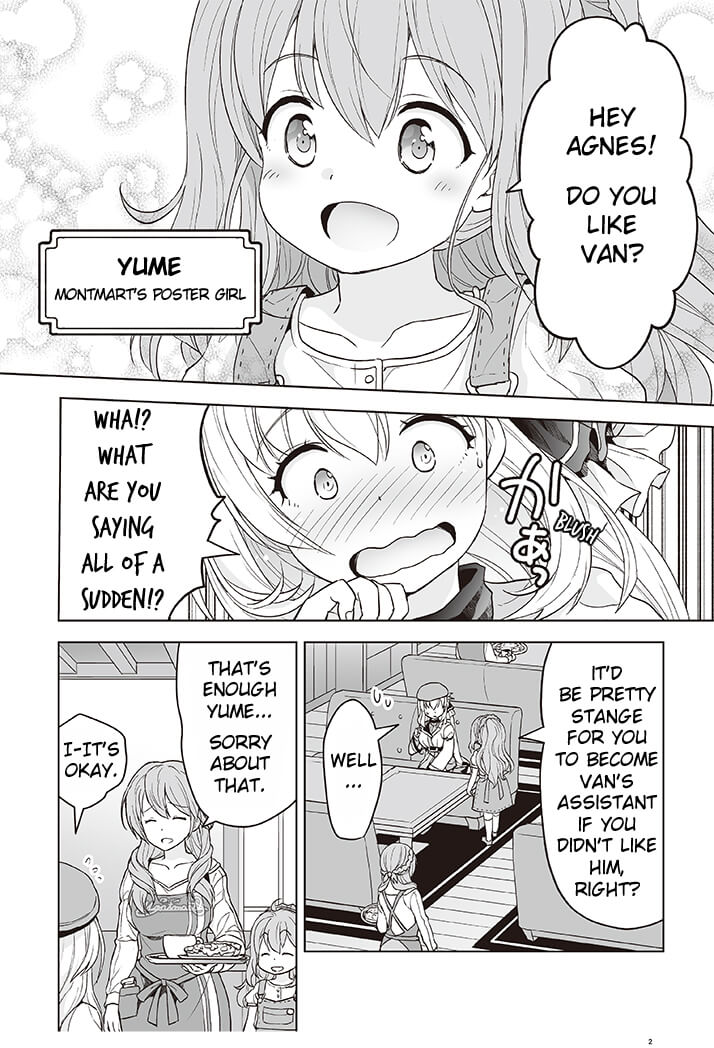 HEY
AGNES!
DO YOU
LIKE
VAN?
YUME
MONTMART'S POSTER GIRL
WHA!?
WHAT
ARE YOU
SAYING
ALL OF A
SUDDEN!?
かあっ
BLUSH
IT'D
BE PRETTY
STANGE
FOR YOU
TO BECOME
VAN'S
ASSISTANT
IF YOU
DIDN'T LIKE
HIM,
RIGHT?
WELL
...
THAT'S
ENOUGH
YUME...
SORRY
ABOUT
THAT.
I-IT'S
OKAY.
2